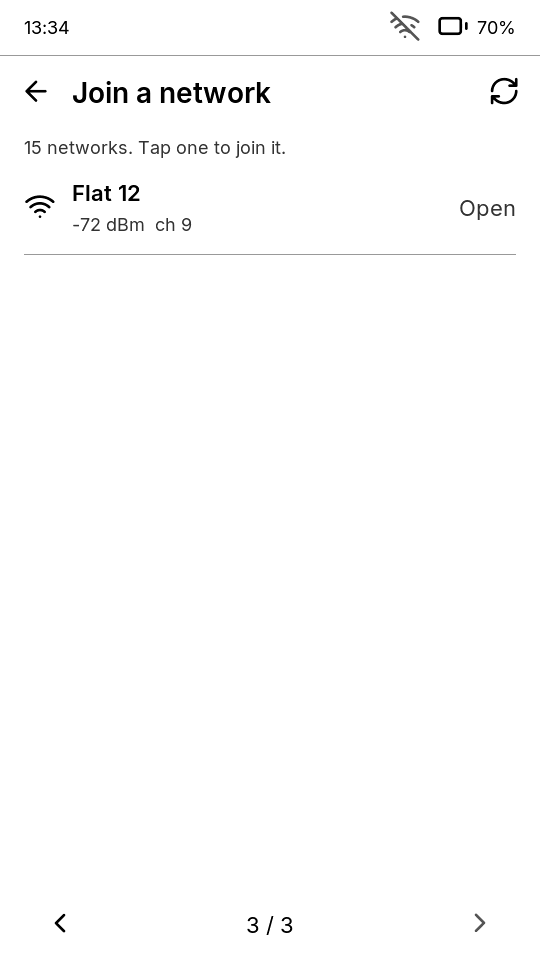 13:34
70%
Join a network
15 networks. Tap one to join it.
Flat 12
-72 dBm  ch 9
Open
3 / 3